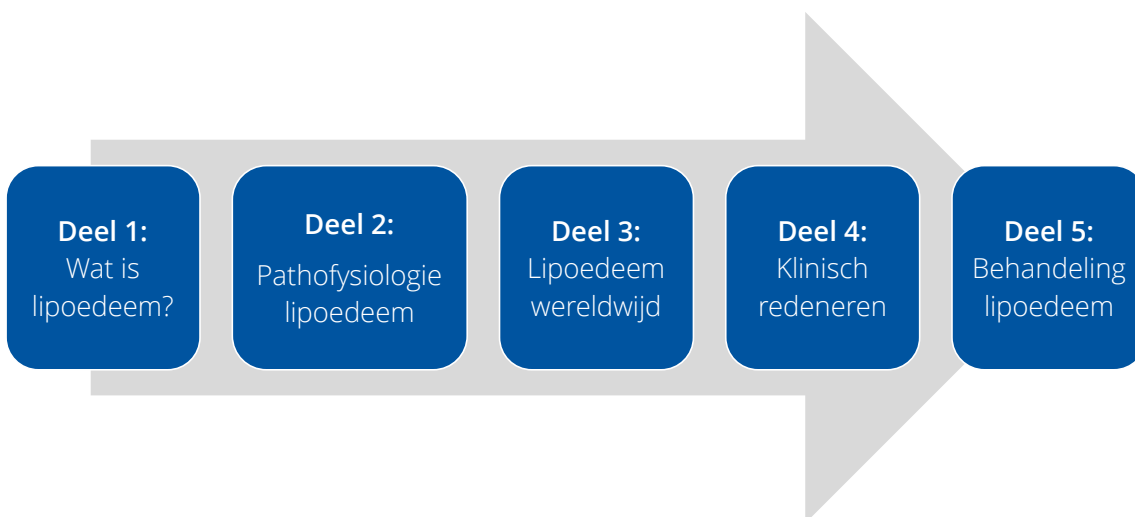 Deel 1:
Wat is
lipoedeem?
Deel 2:
Pathofysiologie
lipoedeem
Deel 3:
Lipoedeem
wereldwijd
Deel 4:
Klinisch
redeneren
Deel 5:
Behandeling
lipoedeem